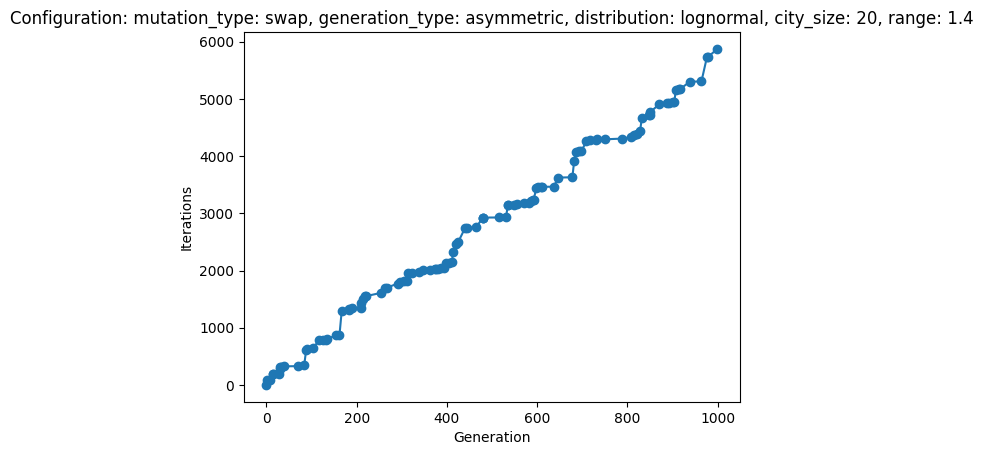 Configuration: mutation_type: swap, generation_type: asymmetric, distribution: lognormal, city_size: 20, range: 1.4
6000
5000
4000
3000
2000
1000
0
Iterations
0 200 400 600 800 1000
Generation